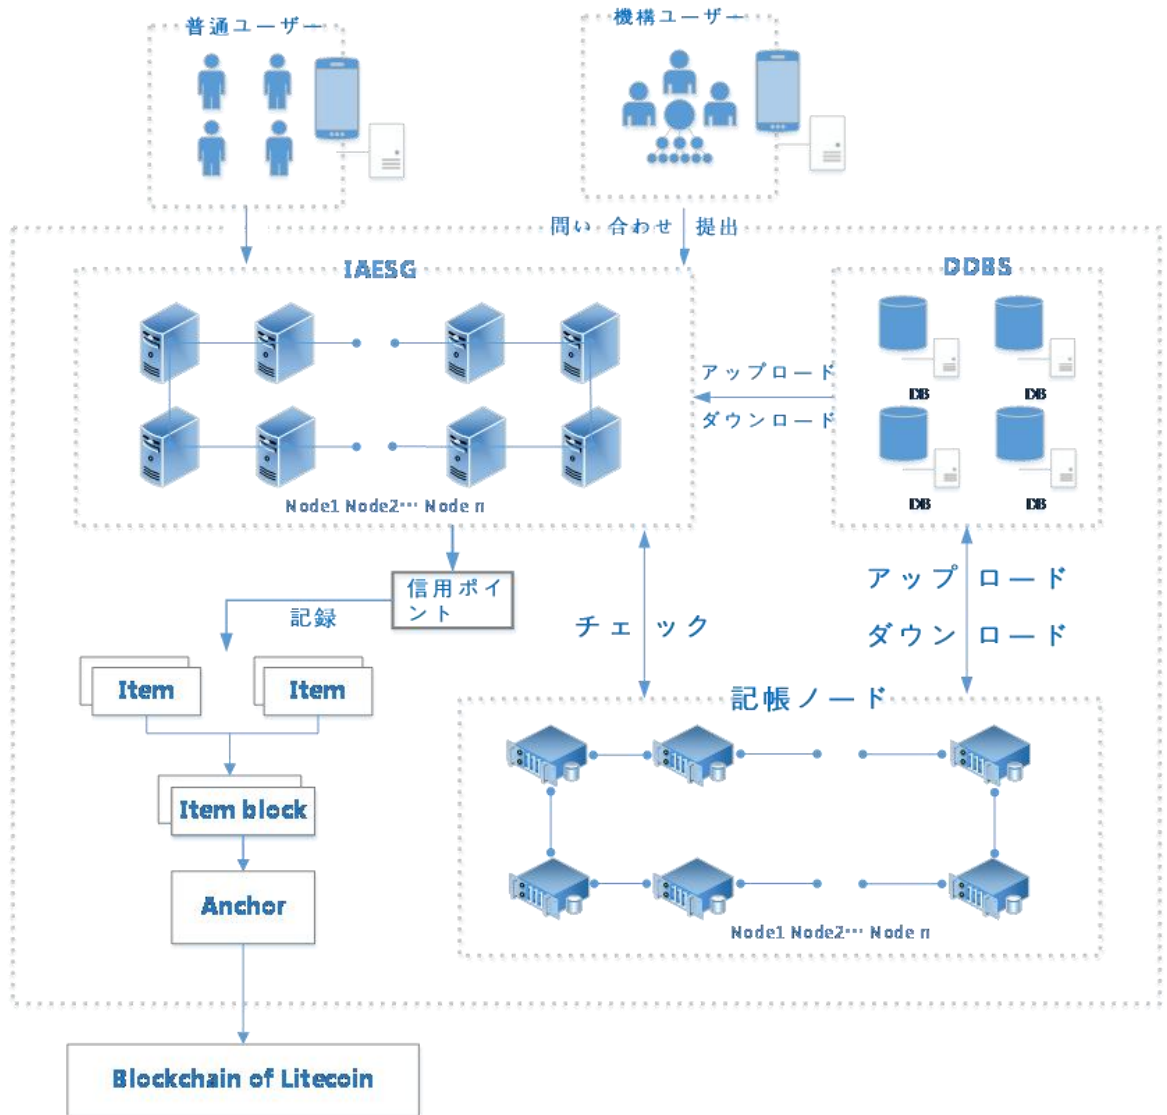 普通ユーザー
機構ユーザー
問い合わせ 提出
IAESG
DDBS
DB
DB
DB
DB
アップロード
ダウンロード
Node1 Node2… Node n
信用ポイ
ント
記録
チェック
アップロード
ダウンロード
Item
Item
記帳ノード
Item block
Anchor
Node1 Node2… Node n
Blockchain of Litecoin